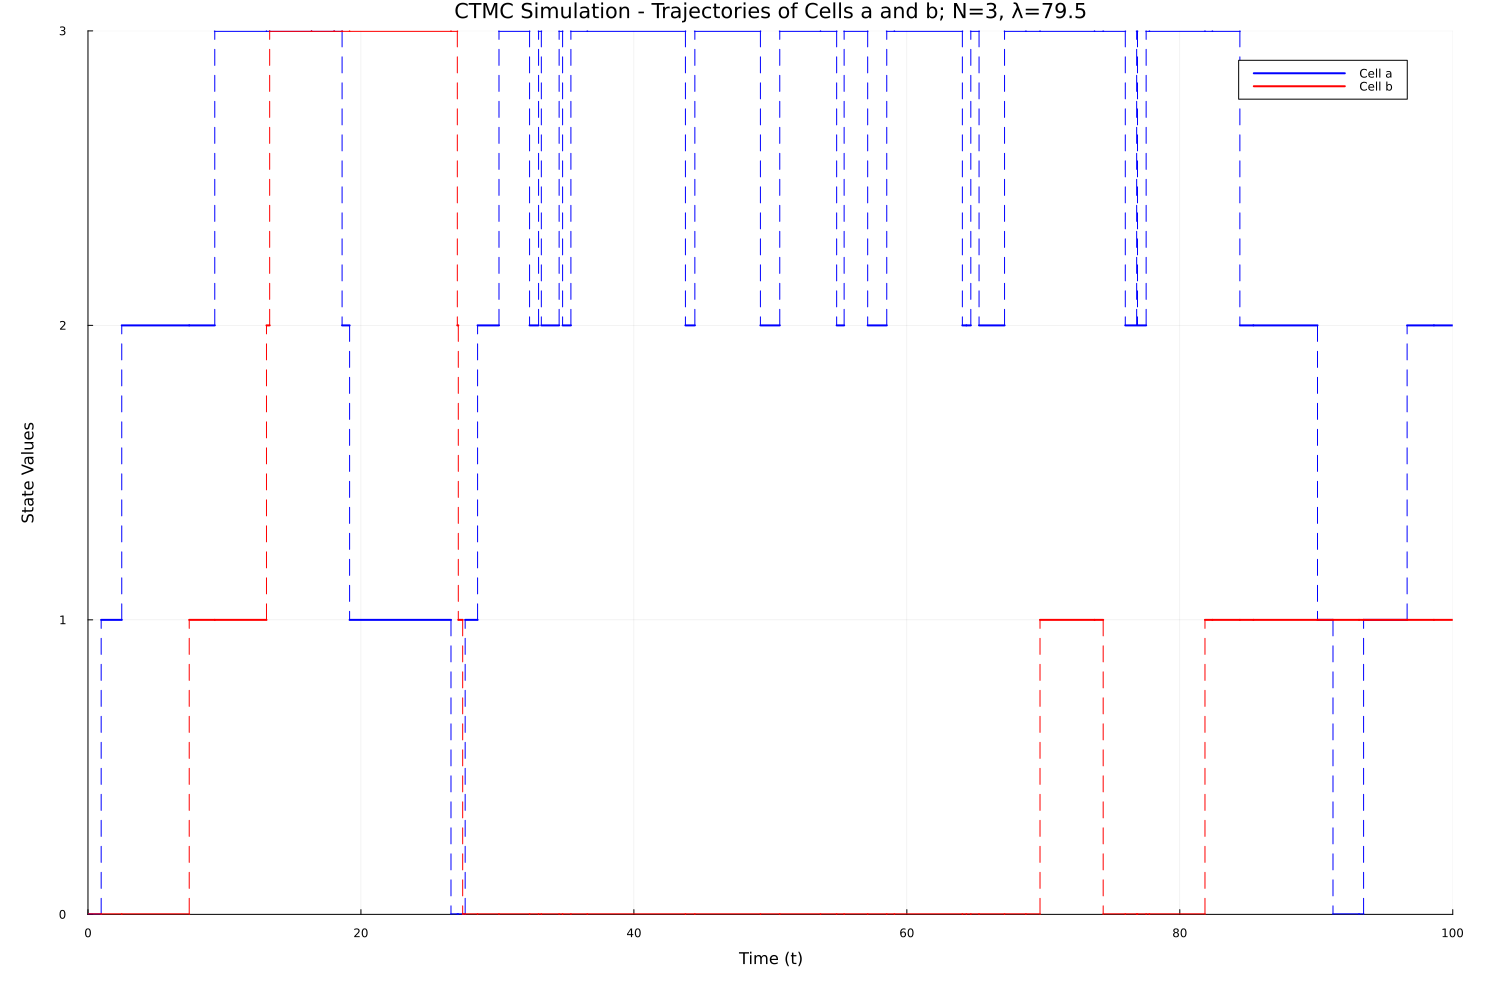 CTMC Simulation - Trajectories of Cells a and b; N=3, λ=79.5
3
Cell a
Cell b
2
State Values
1
0
0 20 40 60 80 100
Time (t)